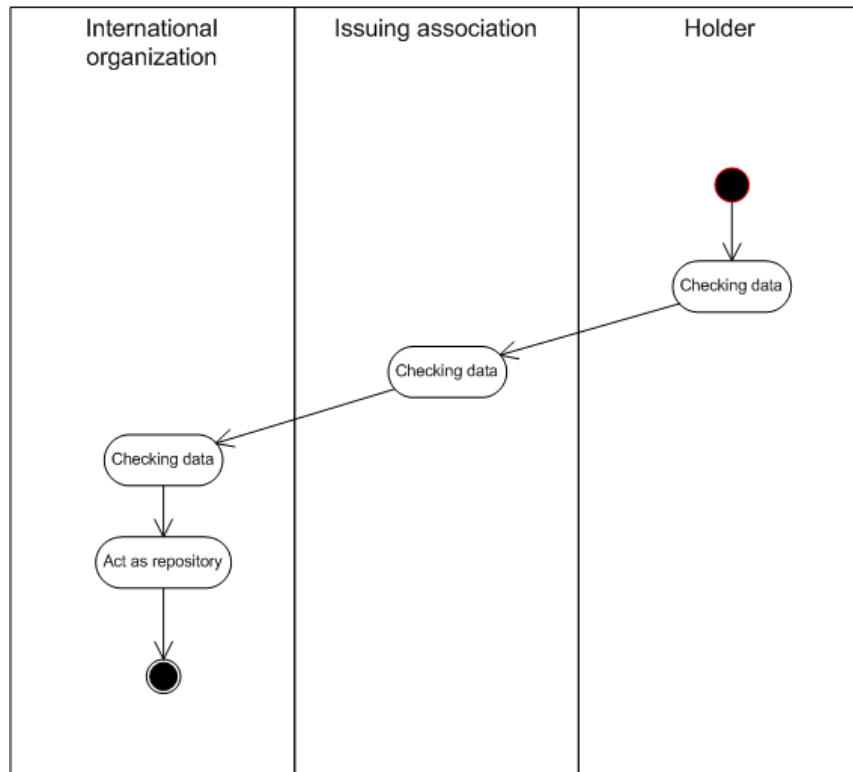 International
organization
Issuing association
Holder
Checking data
Checking data
Checking data
Act as repository